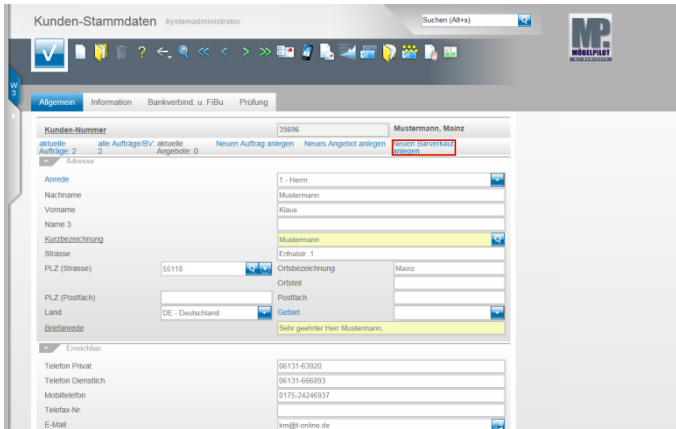 Kunden-Stammdaten Systemadministrator Suchen (Alt+s)
MP
MÖBELPILOT
W
3
Allgemein Information Bankverbind. u. FiBu Prüfung
Kunden-Nummer 35696 Mustermann, Mainz
aktuelle alle Aufträge/BV: aktuelle Neuen Auftrag anlegen Neues Angebot anlegen Neuen Barverkauf
Aufträge: 2 2 Angebote: 0 anlegen
Adresse
Anrede 1 - Herrn
Nachname Mustermann
Vorname Klaus
Name 3
Kurzbezeichnung Mustermann
Strasse Erthalstr. 1
PLZ (Strasse) 55118 Ortsbezeichnung Mainz
Ortsteil
PLZ (Postfach) Postfach
Land DE - Deutschland Gebiet
Briefanrede Sehr geehrter Herr Mustermann,
Erreichbar
Telefon Privat 06131-63920
Telefon Dienstlich 06131-666893
Mobiltelefon 0175-24246937
Telefax-Nr.
E-Mail km@t-online.de